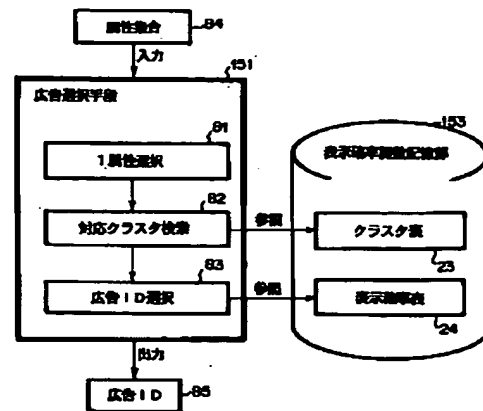 属性集合
84
入力
151
広告選択手段
81
1属性選択
82
対応クラスタ検索
参照
83
広告ID選択
参照
出力
広告ID
85
153
表示確率関数記憶部
クラスタ表
23
表示確率表
24